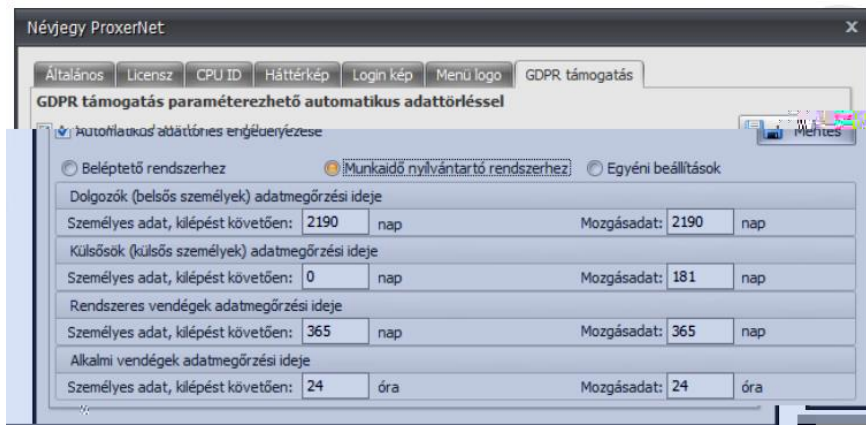 Névjegy ProxerNet x
Általános Licensz CPU ID Háttérkép Login kép Menü logo GDPR támogatás
GDPR támogatás paraméterezhető automatikus adattörléssel
Automatikus adattörlés engedélyezése Mentés
Beléptető rendszerhez Munkaidő nyilvántartó rendszerhez Egyéni beállítások
Dolgozók (belsős személyek) adatmegőrzési ideje
Személyes adat, kilépést követően: 2190 nap Mozgásadat: 2190 nap
Külsősök (külsős személyek) adatmegőrzési ideje
Személyes adat, kilépést követően: 0 nap Mozgásadat: 181 nap
Rendszeres vendégek adatmegőrzési ideje
Személyes adat, kilépést követően: 365 nap Mozgásadat: 365 nap
Alkalmi vendégek adatmegőrzési ideje
Személyes adat, kilépést követően: 24 óra Mozgásadat: 24 óra